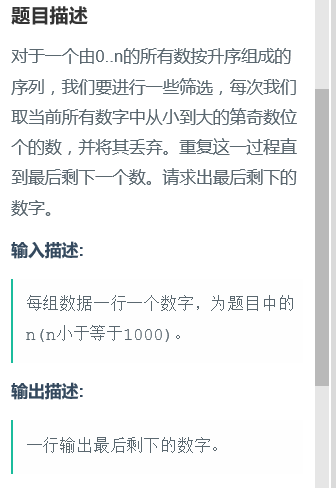 题目描述
对于一个由0..n的所有数按升序组成的
序列，我们要进行一些筛选，每次我们
取当前所有数字中从小到大的第奇数位
个的数，并将其丢弃。重复这一过程直
到最后剩下一个数。请求出最后剩下的
数字。
输入描述:
每组数据一行一个数字，为题目中的
n(n小于等于1000)。
输出描述:
一行输出最后剩下的数字。